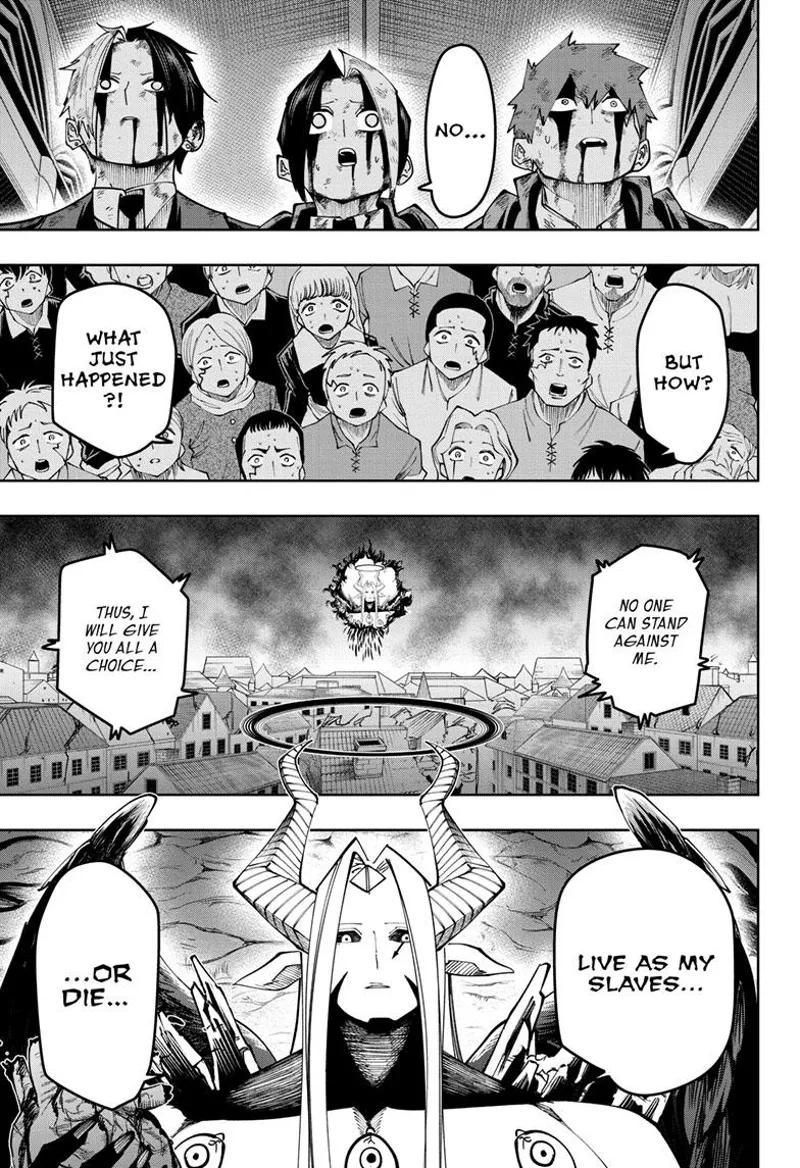 NO...
BUT
HOW?
WHAT
JUST
HAPPENED
?!
NO ONE
CAN STAND
AGAINST
ME.
THUS, I
WILL GIVE
YOU ALL
A CHOICE...
LIVE AS MY
SLAVES...
...OR
DIE...